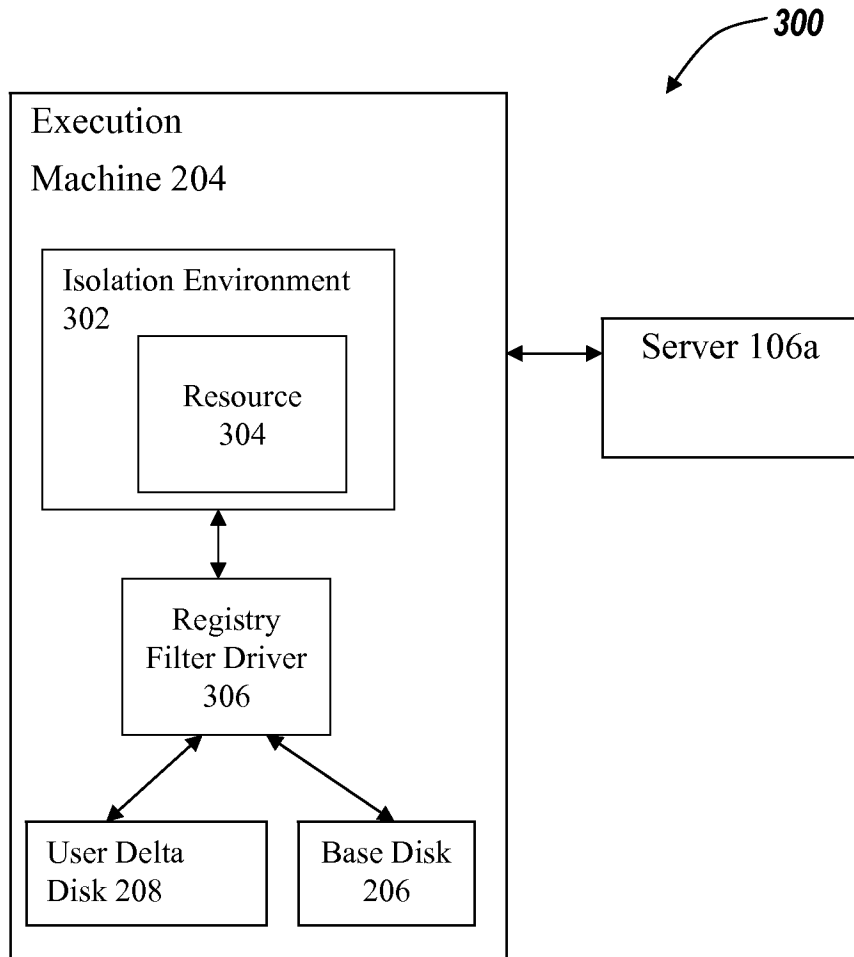 300
Execution
Machine 204
Isolation Environment
302
Resource
304
Server 106a
Registry
Filter Driver
306
User Delta
Disk 208
Base Disk
206